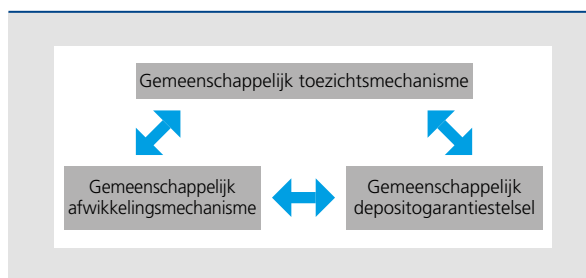 Gemeenschappelijk toezichtsmechanisme
Gemeenschappelijk
afwikkelingsmechanisme
Gemeenschappelijk
depositogarantiestelsel